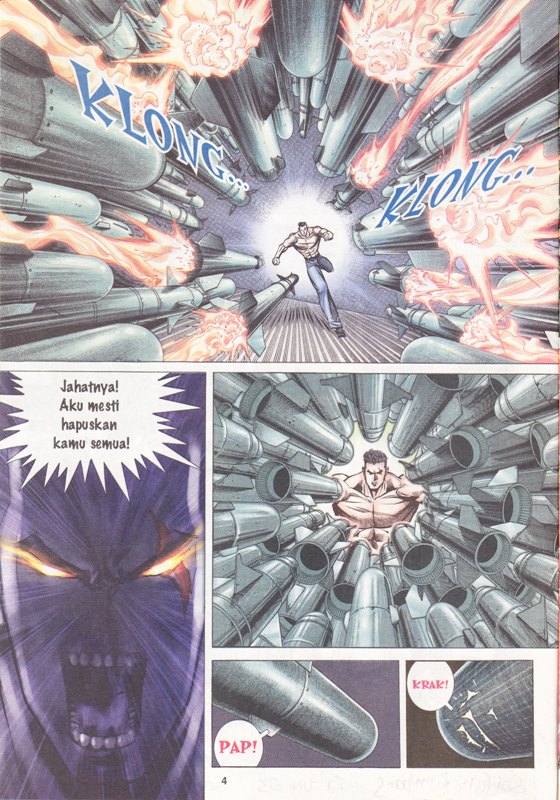 KLONG...
KLONG...
Jahatnya!
Aku mesti
hapuskan
kamu semua!
PAP!
KRAK!
4